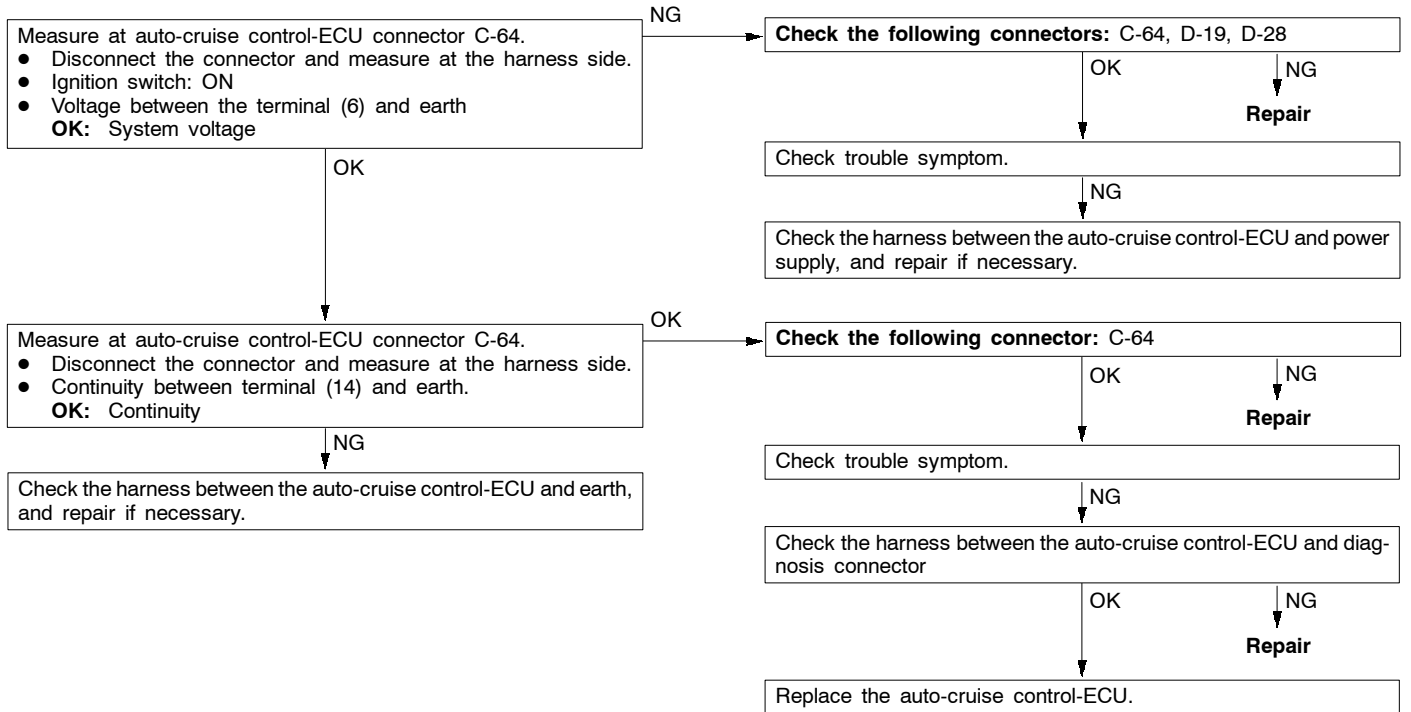 Measure at auto-cruise control-ECU connector C-64.
● Disconnect the connector and measure at the harness side.
● Ignition switch: ON
● Voltage between the terminal (6) and earth
OK: System voltage
NG
Check the following connectors: C-64, D-19, D-28
OK
NG
Repair
Check trouble symptom.
NG
Check the harness between the auto-cruise control-ECU and power
supply, and repair if necessary.
OK
Measure at auto-cruise control-ECU connector C-64.
● Disconnect the connector and measure at the harness side.
● Continuity between terminal (14) and earth.
OK: Continuity
OK
Check the following connector: C-64
OK
NG
Repair
NG
Check the harness between the auto-cruise control-ECU and earth,
and repair if necessary.
Check trouble symptom.
NG
Check the harness between the auto-cruise control-ECU and diag-
nosis connector
OK
NG
Repair
Replace the auto-cruise control-ECU.